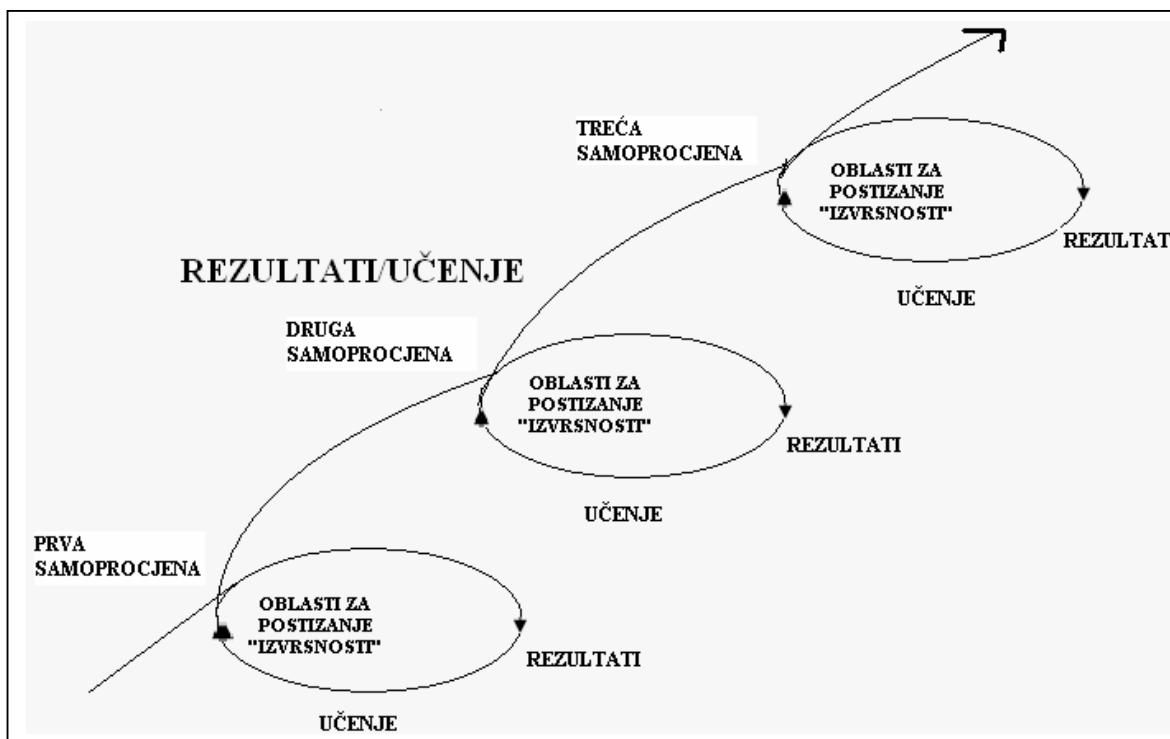 TREĆA
SAMOPROCJENA
OBLASTI ZA
POSTIZANJE
"IZVRSNOSTI"
REZULTAT
UČENJE
REZULTATI/UČENJE
DRUGA
SAMOPROCJENA
OBLASTI ZA
POSTIZANJE
"IZVRSNOSTI"
REZULTATI
UČENJE
PRVA
SAMOPROCJENA
OBLASTI ZA
POSTIZANJE
"IZVRSNOSTI"
REZULTATI
UČENJE